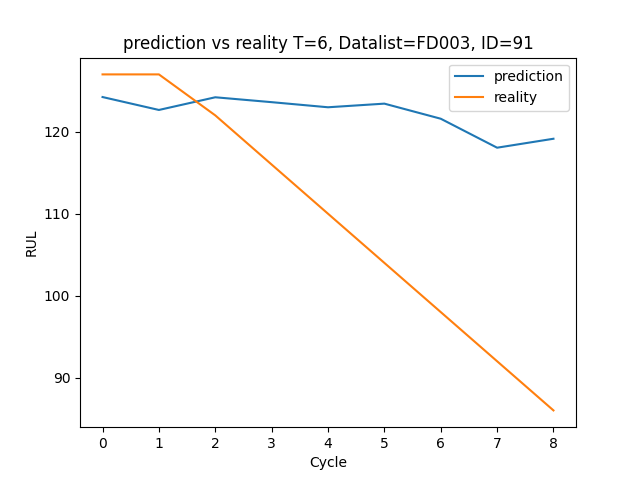 prediction vs reality T=6, Datalist=FD003, ID=91
prediction
reality
RUL
120
110
100
90
0 1 2 3 4 5 6 7 8
Cycle